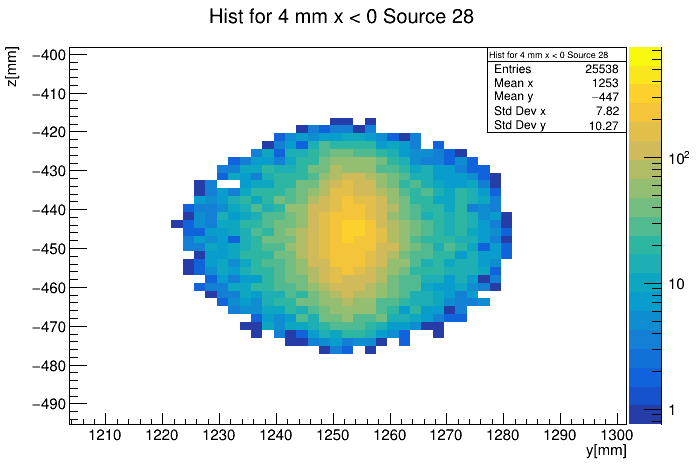 Hist for 4 mm x < 0 Source 28
z[mm]
−400
−410
−420
−430
−440
−450
−460
−470
−480
−490
Hist for 4 mm x < 0 Source 28
Entries 25538
Mean x 1253
Mean y −447
Std Dev x 7.82
Std Dev y 10.27
10²
10
1
1210 1220 1230 1240 1250 1260 1270 1280 1290 1300
y[mm]